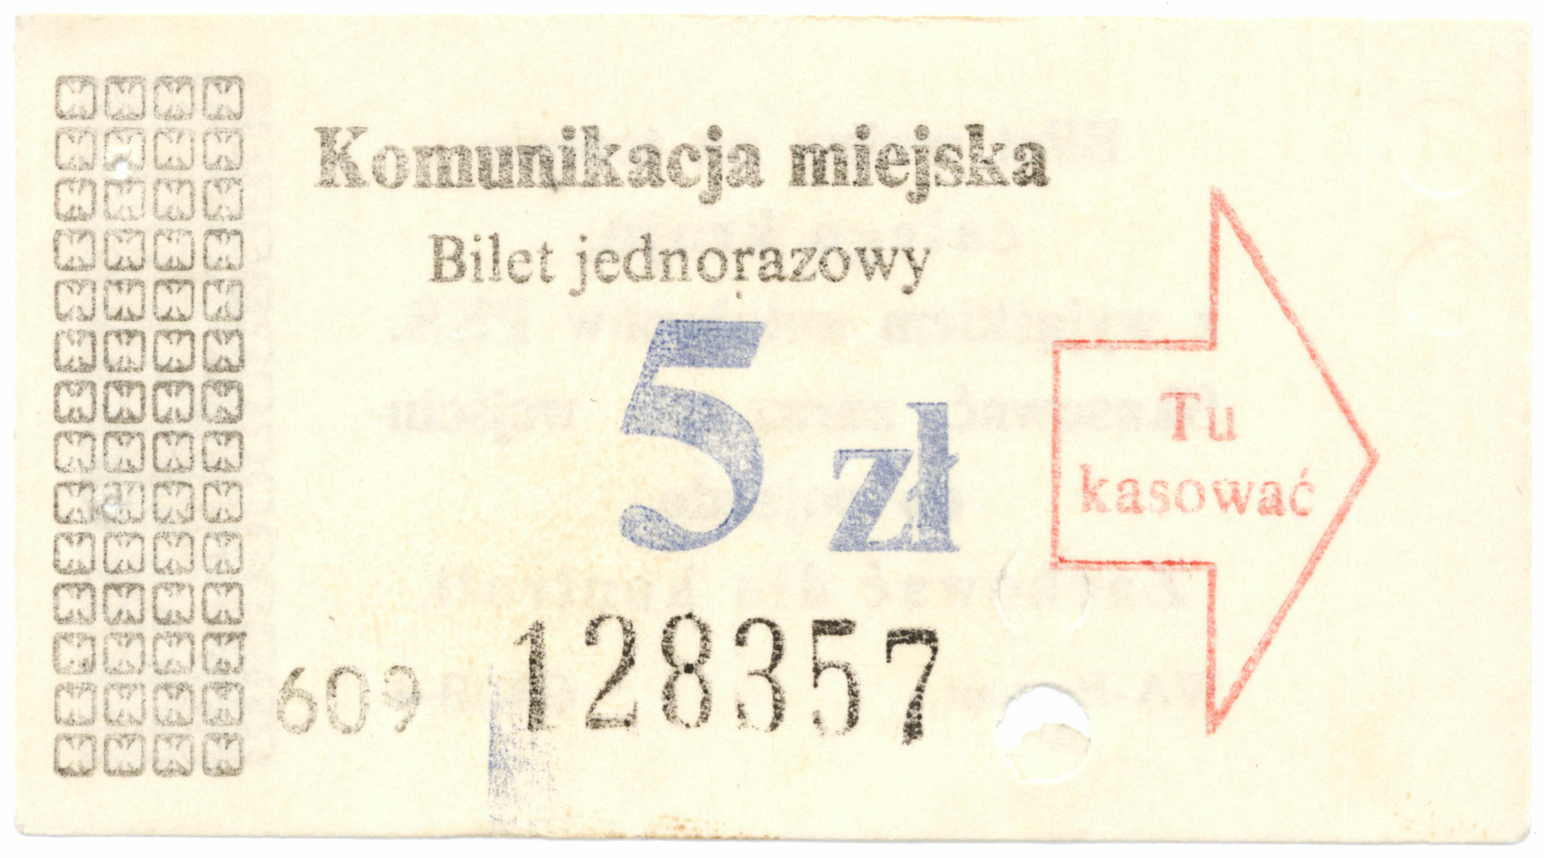 Komunikacja miejska
Bilet jednorazowy
5 zł
Tu
kasować
609 128357